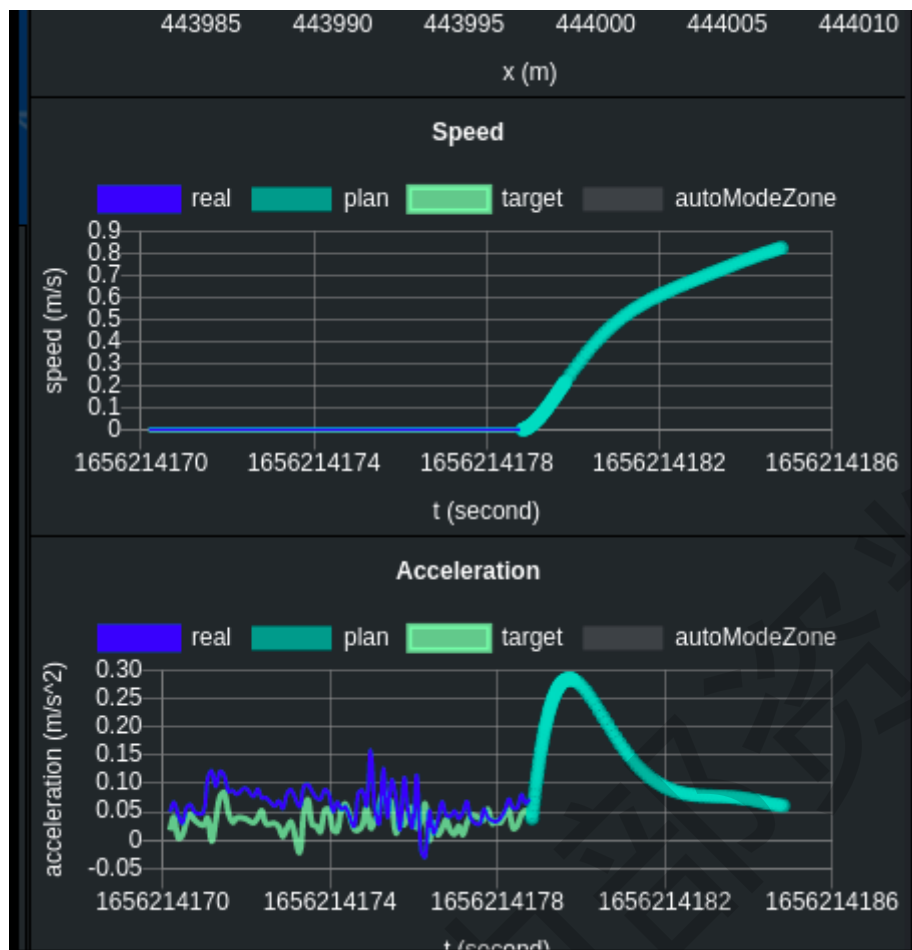 443985 443990 443995 444000 444005 444010
x (m)
Speed
real plan target autoModeZone
0.9
0.8
0.7
0.6
0.5
0.4
0.3
0.2
0.1
0
speed (m/s)
1656214170 1656214174 1656214178 1656214182 1656214186
t (second)
Acceleration
real plan target autoModeZone
0.30
0.25
0.20
0.15
0.10
0.05
0
-0.05
acceleration (m/s^2)
1656214170 1656214174 1656214178 1656214182 1656214186
t (second)
部资